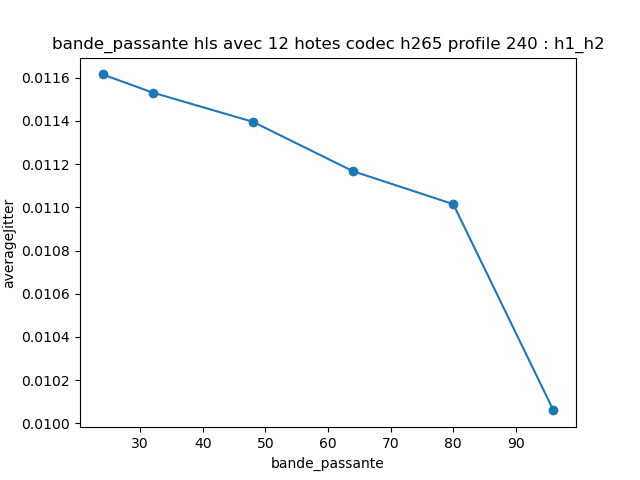 bande_passante hls avec 12 hotes codec h265 profile 240 : h1_h2
0.0116
0.0114
0.0112
0.0110
0.0108
0.0106
0.0104
0.0102
0.0100
averageJitter
30 40 50 60 70 80 90
bande_passante